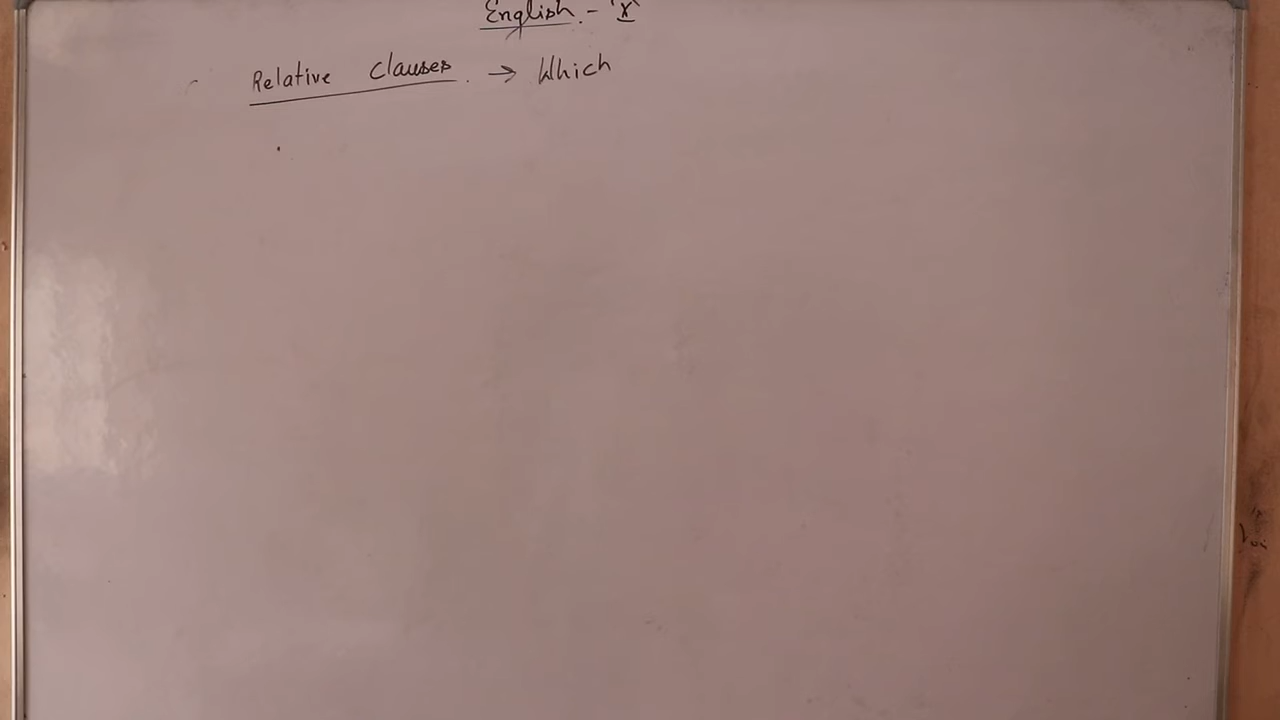 English. - 'X'
Relative Clauses. → Which